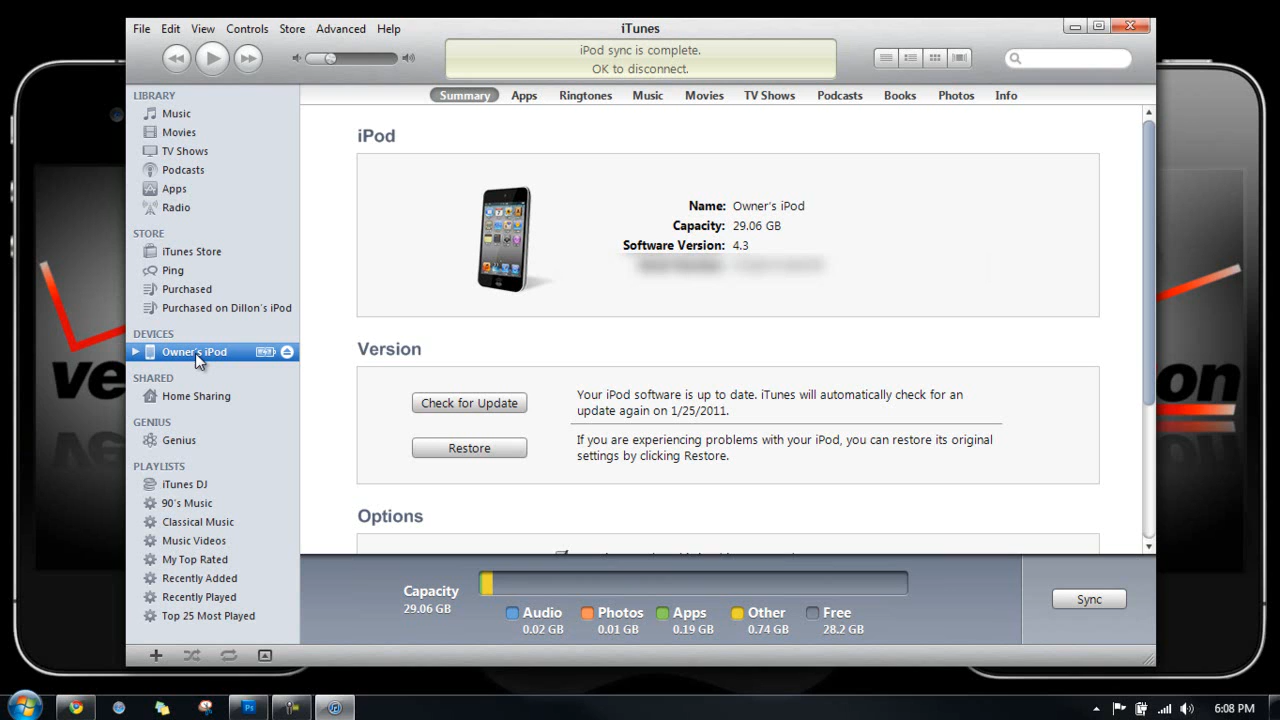 File Edit View Controls Store Advanced Help
iTunes
iPod sync is complete.
OK to disconnect.
LIBRARY
Music
Movies
TV Shows
Podcasts
Apps
Radio
STORE
iTunes Store
Ping
Purchased
Purchased on Dillon's iPod
DEVICES
Owner's iPod
SHARED
Home Sharing
GENIUS
Genius
PLAYLISTS
iTunes DJ
90's Music
Classical Music
Music Videos
My Top Rated
Recently Added
Recently Played
Top 25 Most Played
Summary Apps Ringtones Music Movies TV Shows Podcasts Books Photos Info
iPod
Name: Owner's iPod
Capacity: 29.06 GB
Software Version: 4.3
Version
Check for Update
Your iPod software is up to date. iTunes will automatically check for an
update again on 1/25/2011.
Restore
If you are experiencing problems with your iPod, you can restore its original
settings by clicking Restore.
Options
Capacity
29.06 GB
Audio
0.02 GB
Photos
0.01 GB
Apps
0.19 GB
Other
0.74 GB
Free
28.2 GB
Sync
ve
on
Ps
6:08 PM